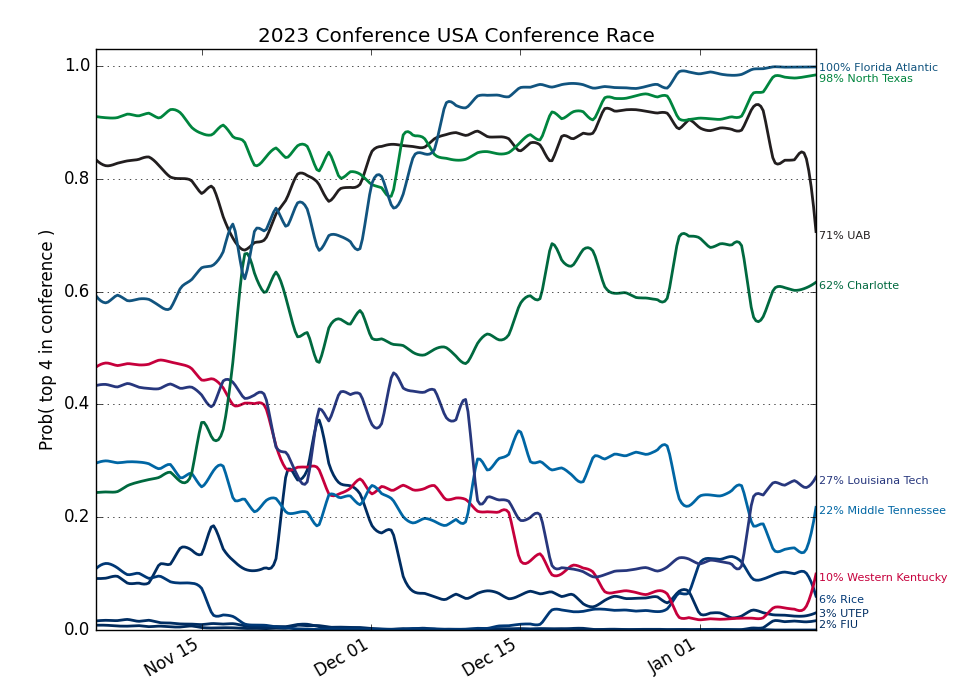 2023 Conference USA Conference Race
Prob( top 4 in conference )
1.0
0.8
0.6
0.4
0.2
0.0
Nov 15
Dec 01
Dec 15
Jan 01
100% Florida Atlantic
98% North Texas
71% UAB
62% Charlotte
27% Louisiana Tech
22% Middle Tennessee
10% Western Kentucky
6% Rice
3% UTEP
2% FIU